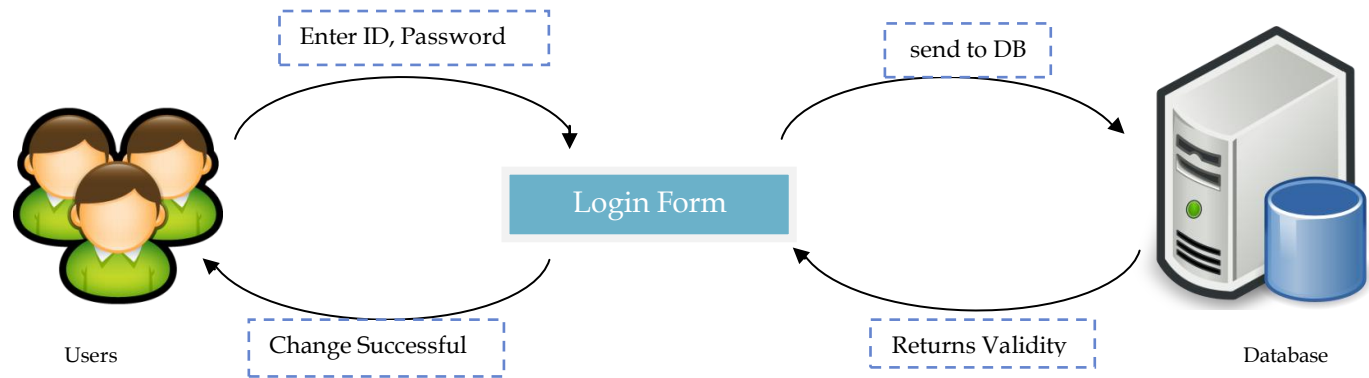 Enter ID, Password
send to DB
Login Form
Change Successful
Returns Validity
Users
Database